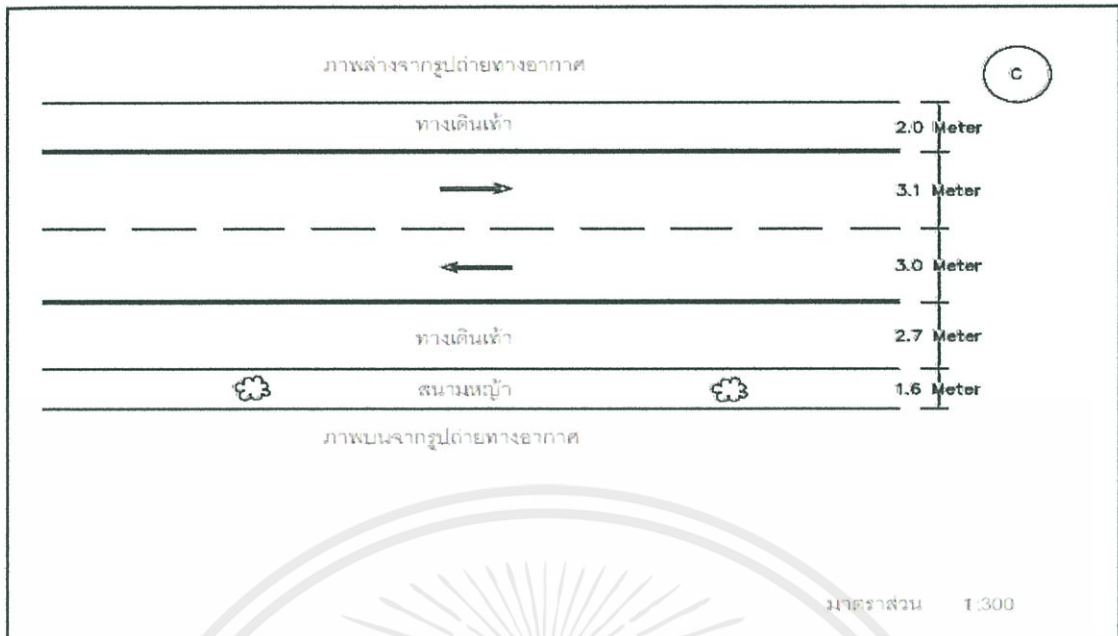 ภาพล่างจากรูปถ่ายทางอากาศ
C
ทางเดินเท้า
2.0 Meter
3.1 Meter
3.0 Meter
ทางเดินเท้า
2.7 Meter
สนามหญ้า
1.6 Meter
ภาพบนจากรูปถ่ายทางอากาศ
มาตราส่วน 1:300